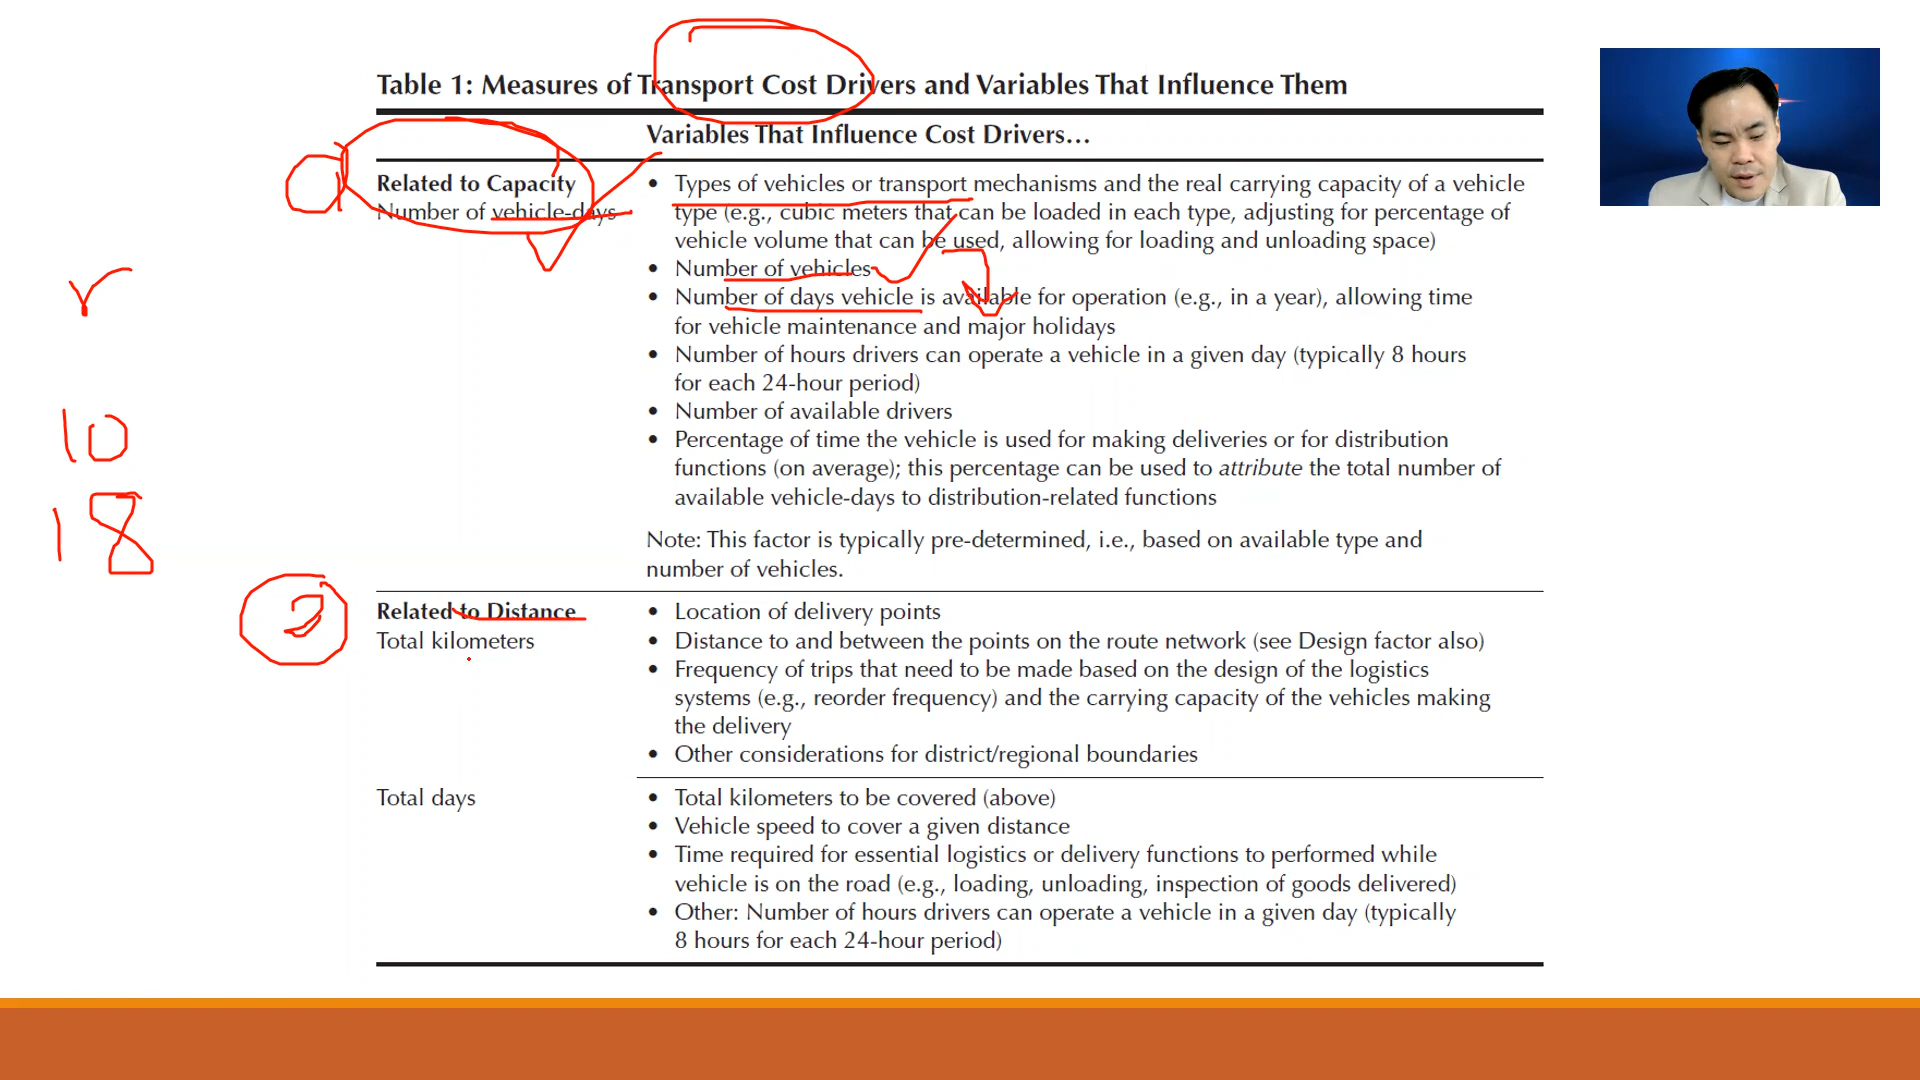 Table 1: Measures of Transport Cost Drivers and Variables That Influence Them
Variables That Influence Cost Drivers…
Related to Capacity
Number of vehicle-days
• Types of vehicles or transport mechanisms and the real carrying capacity of a vehicle
type (e.g., cubic meters that can be loaded in each type, adjusting for percentage of
vehicle volume that can be used, allowing for loading and unloading space)
• Number of vehicles
• Number of days vehicle is available for operation (e.g., in a year), allowing time
for vehicle maintenance and major holidays
• Number of hours drivers can operate a vehicle in a given day (typically 8 hours
for each 24-hour period)
• Number of available drivers
• Percentage of time the vehicle is used for making deliveries or for distribution
functions (on average); this percentage can be used to attribute the total number of
available vehicle-days to distribution-related functions
Note: This factor is typically pre-determined, i.e., based on available type and
number of vehicles.
10
18
Related to Distance
Total kilometers
• Location of delivery points
• Distance to and between the points on the route network (see Design factor also)
• Frequency of trips that need to be made based on the design of the logistics
systems (e.g., reorder frequency) and the carrying capacity of the vehicles making
the delivery
• Other considerations for district/regional boundaries
Total days
• Total kilometers to be covered (above)
• Vehicle speed to cover a given distance
• Time required for essential logistics or delivery functions to performed while
vehicle is on the road (e.g., loading, unloading, inspection of goods delivered)
• Other: Number of hours drivers can operate a vehicle in a given day (typically
8 hours for each 24-hour period)